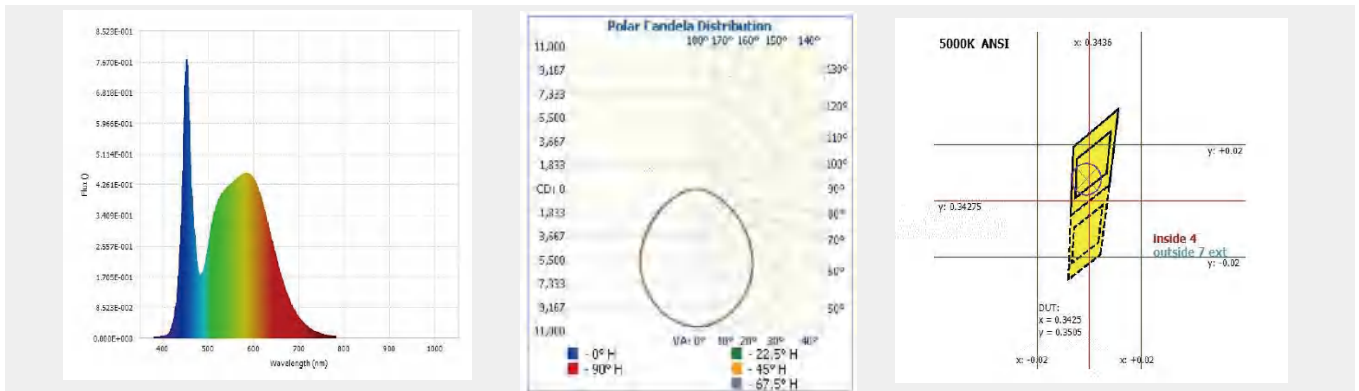 8.523E-001
7.670E-001
6.818E-001
5.966E-001
5.114E-001
4.261E-001
3.409E-001
2.557E-001
1.705E-001
8.523E-002
0.000E+000
Flux ()
400 500 600 700 800 900 1000
Wavelength (nm)
Polar Candela Distribution
180° 170° 160° 150° 140°
11,000
9,167
7,333
5,500
3,667
1,833
CD: 0
1,833
3,667
5,500
7,333
9,167
11,000
130°
120°
110°
100°
90°
80°
70°
60°
50°
VA: 0° 10° 20° 30° 40°
- 0° H
- 90° H
- 22.5° H
- 45° H
- 67.5° H
5000K ANSI
x: 0.3436
y: +0.02
y: 0.34275
Inside 4
outside 7 ext
y: -0.02
DUT:
x = 0.3425
y = 0.3505
x: -0.02
x: +0.02